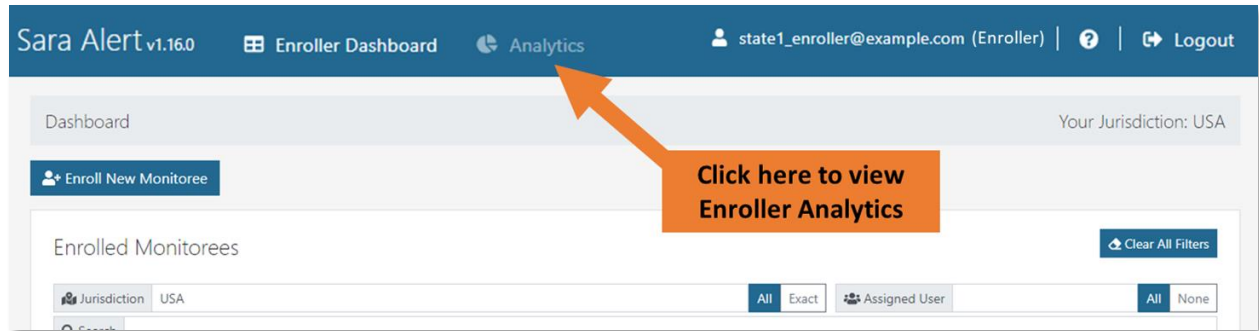 Sara Alert v1.16.0 Enroller Dashboard Analytics state1_enroller@example.com (Enroller) | ? | Logout
Dashboard Your Jurisdiction: USA
Enroll New Monitoree
Click here to view
Enroller Analytics
Enrolled Monitorees Clear All Filters
Jurisdiction USA All Exact Assigned User All None
Search